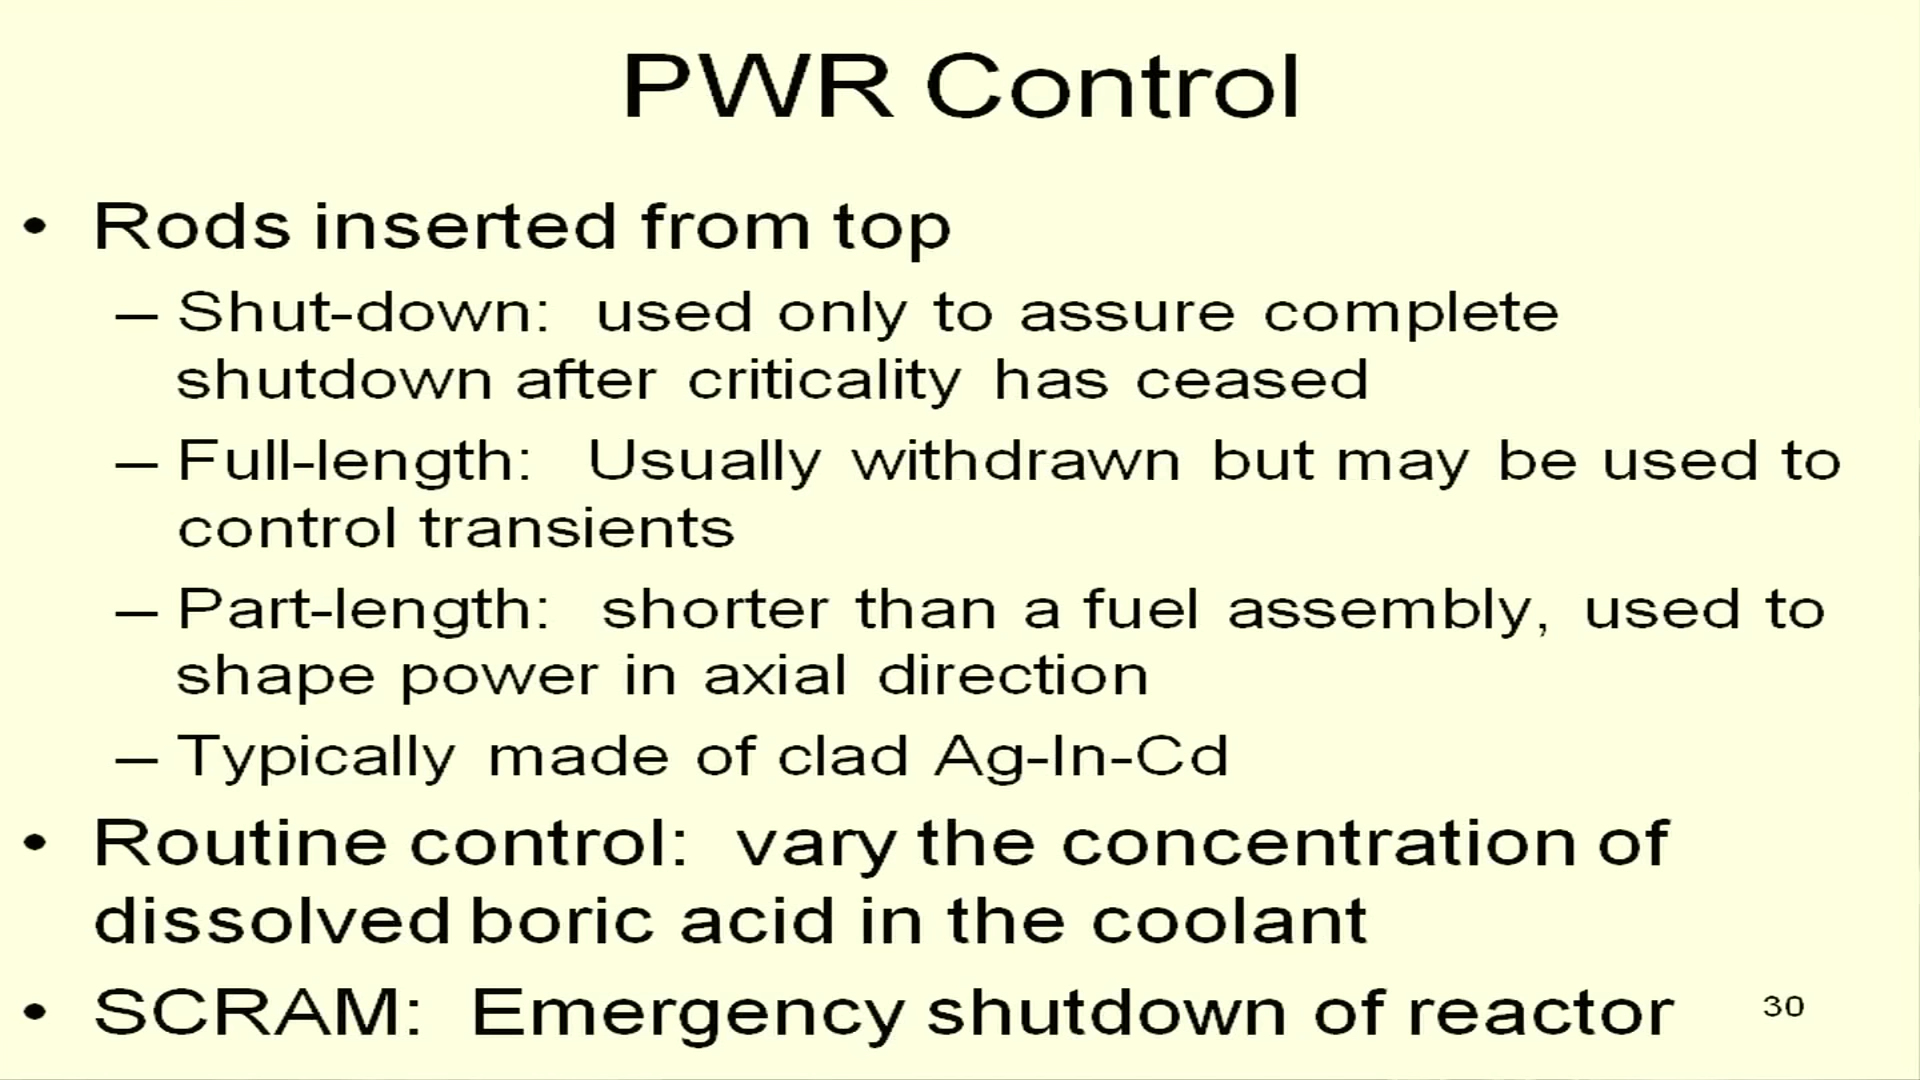 PWR Control
• Rods inserted from top
– Shut-down: used only to assure complete
shutdown after criticality has ceased
– Full-length: Usually withdrawn but may be used to
control transients
– Part-length: shorter than a fuel assembly, used to
shape power in axial direction
– Typically made of clad Ag-In-Cd
• Routine control: vary the concentration of
dissolved boric acid in the coolant
• SCRAM: Emergency shutdown of reactor
30